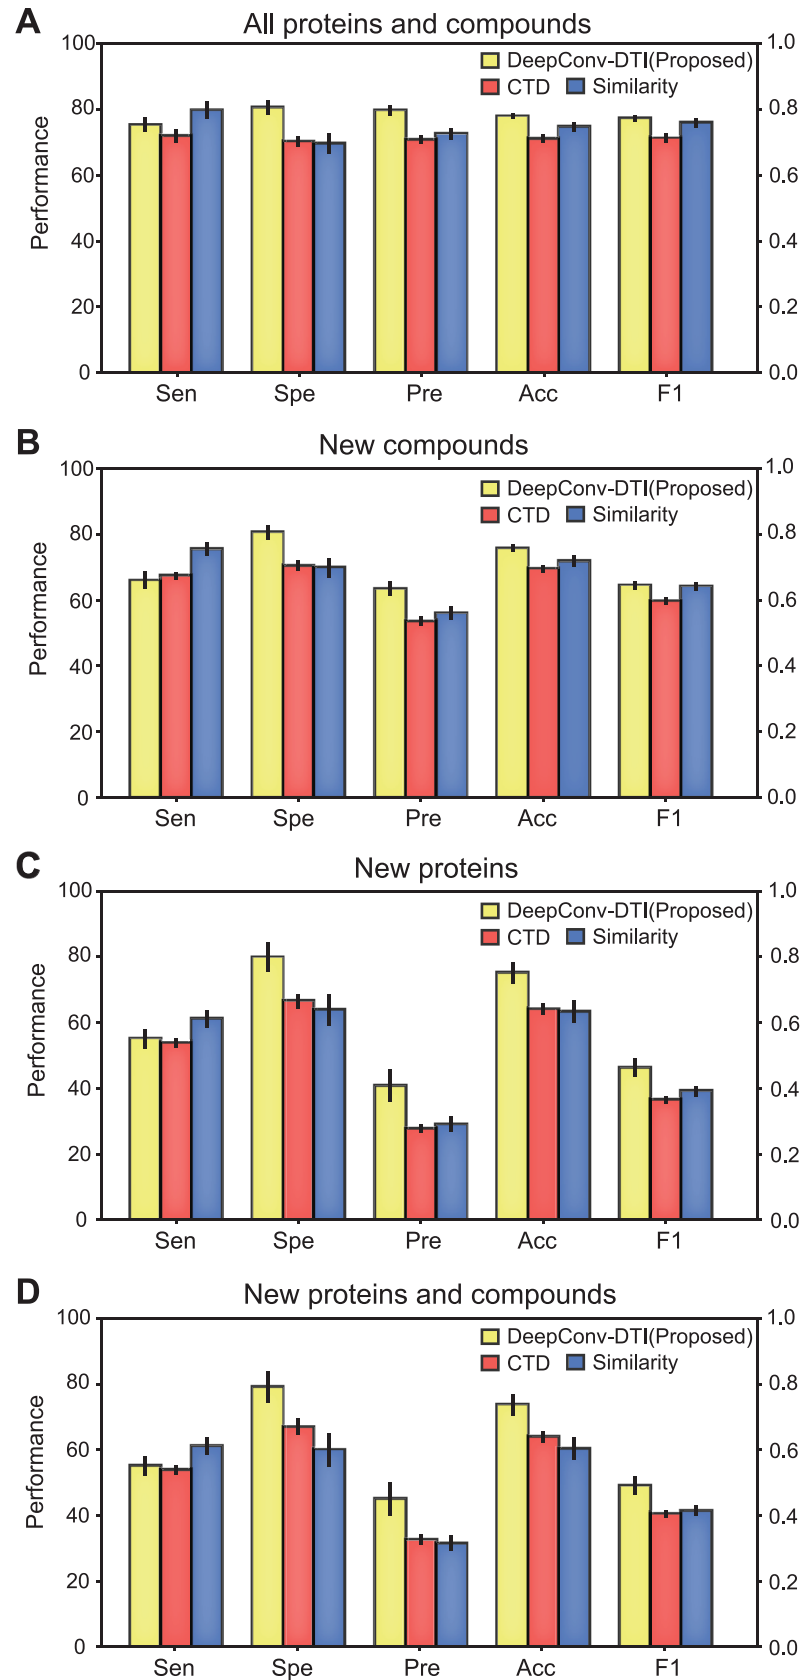 A
All proteins and compounds
DeepConv-DTI(Proposed)
CTD Similarity
Performance
100
80
60
40
20
0
1.0
0.8
0.6
0.4
0.2
0.0
Sen Spe Pre Acc F1
B
New compounds
DeepConv-DTI(Proposed)
CTD Similarity
Performance
100
80
60
40
20
0
1.0
0.8
0.6
0.4
0.2
0.0
Sen Spe Pre Acc F1
C
New proteins
DeepConv-DTI(Proposed)
CTD Similarity
Performance
100
80
60
40
20
0
1.0
0.8
0.6
0.4
0.2
0.0
Sen Spe Pre Acc F1
D
New proteins and compounds
DeepConv-DTI(Proposed)
CTD Similarity
Performance
100
80
60
40
20
0
1.0
0.8
0.6
0.4
0.2
0.0
Sen Spe Pre Acc F1